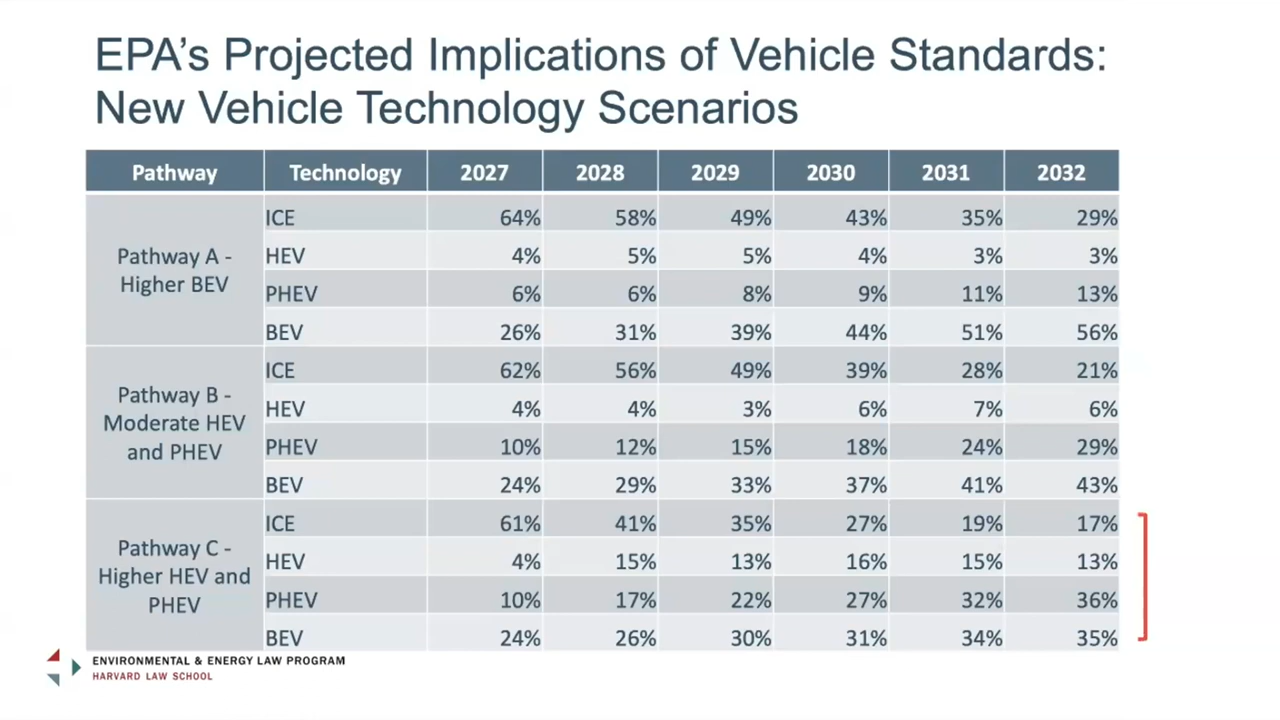 EPA's Projected Implications of Vehicle Standards:
New Vehicle Technology Scenarios
Pathway Technology 2027 2028 2029 2030 2031 2032
Pathway A -
Higher BEV
ICE 64% 58% 49% 43% 35% 29%
HEV 4% 5% 5% 4% 3% 3%
PHEV 6% 6% 8% 9% 11% 13%
BEV 26% 31% 39% 44% 51% 56%
Pathway B -
Moderate HEV
and PHEV
ICE 62% 56% 49% 39% 28% 21%
HEV 4% 4% 3% 6% 7% 6%
PHEV 10% 12% 15% 18% 24% 29%
BEV 24% 29% 33% 37% 41% 43%
Pathway C -
Higher HEV and
PHEV
ICE 61% 41% 35% 27% 19% 17%
HEV 4% 15% 13% 16% 15% 13%
PHEV 10% 17% 22% 27% 32% 36%
BEV 24% 26% 30% 31% 34% 35%
ENVIRONMENTAL & ENERGY LAW PROGRAM
HARVARD LAW SCHOOL